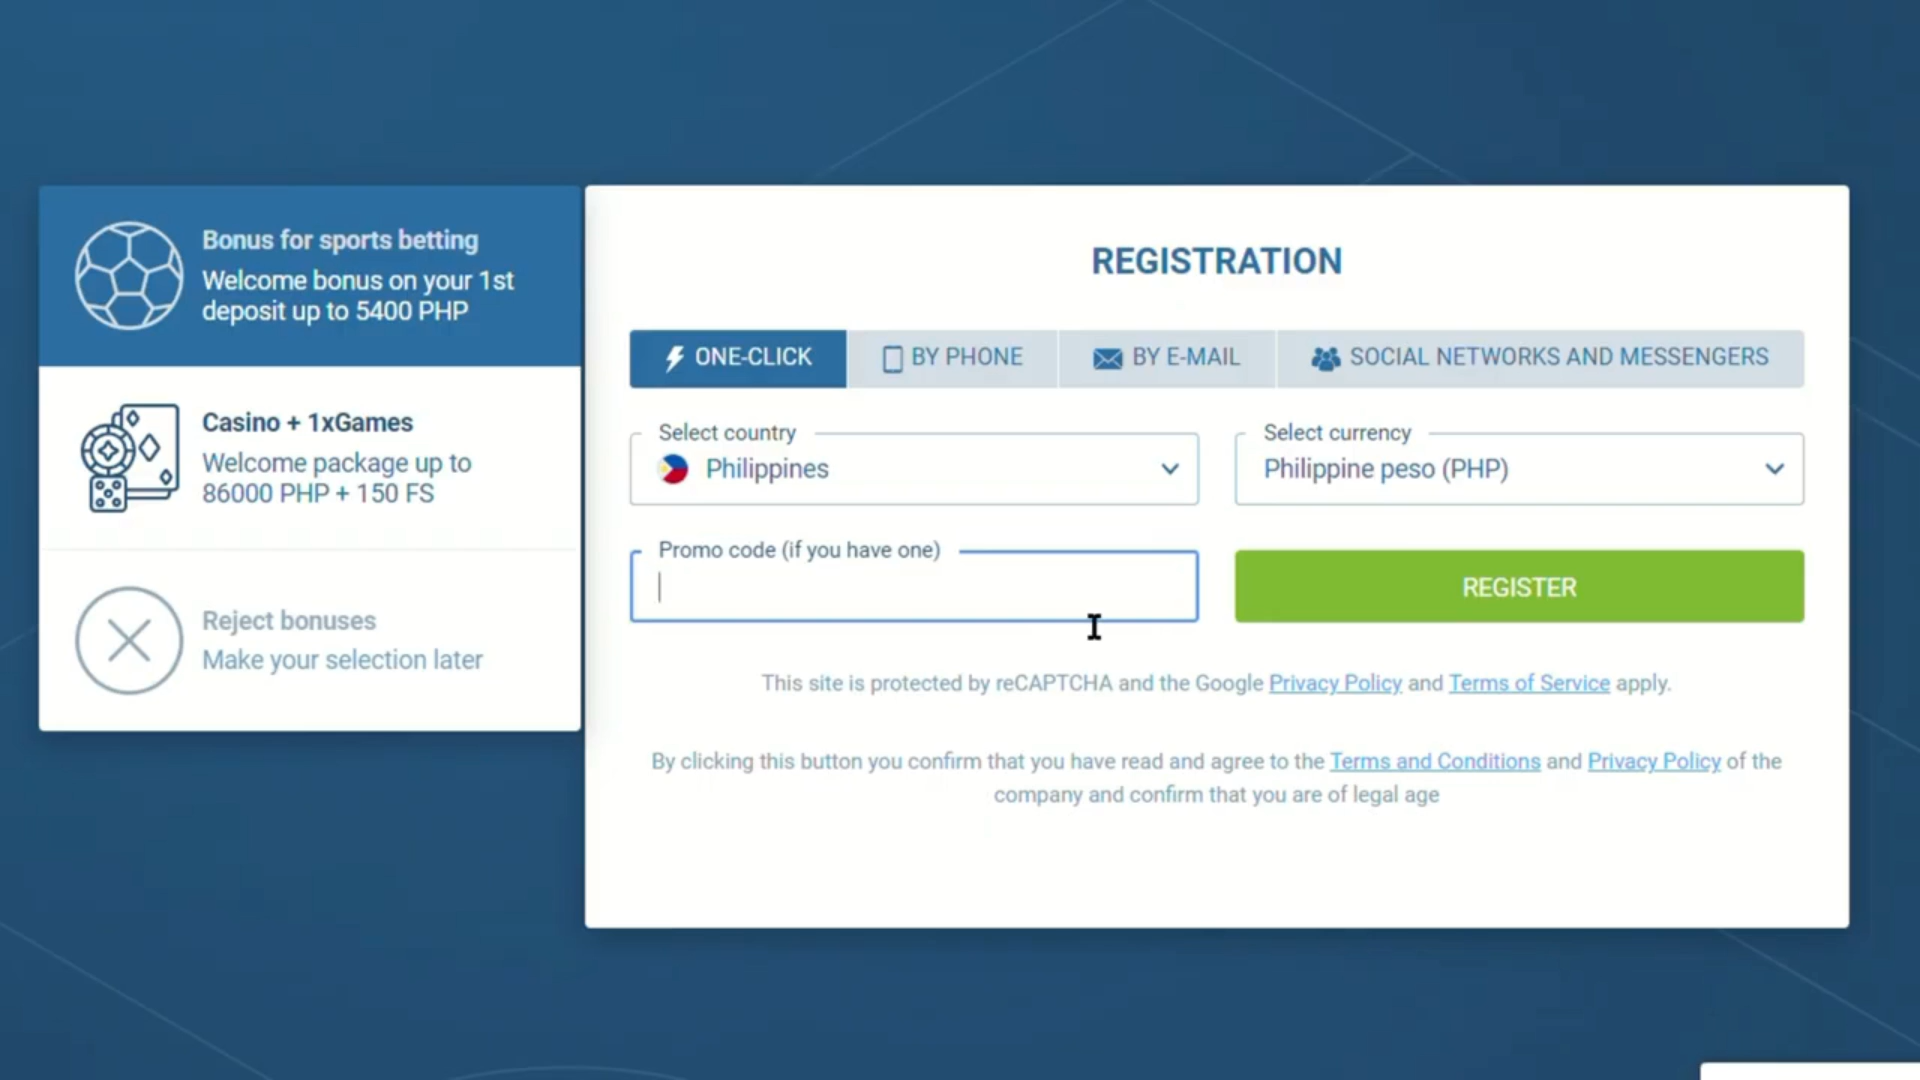 Bonus for sports betting
Welcome bonus on your 1st
deposit up to 5400 PHP
Casino + 1xGames
Welcome package up to
86000 PHP + 150 FS
Reject bonuses
Make your selection later
REGISTRATION
ONE-CLICK
BY PHONE
BY E-MAIL
SOCIAL NETWORKS AND MESSENGERS
Select country
Philippines
Select currency
Philippine peso (PHP)
Promo code (if you have one)
REGISTER
This site is protected by reCAPTCHA and the Google Privacy Policy and Terms of Service apply.
By clicking this button you confirm that you have read and agree to the Terms and Conditions and Privacy Policy of the
company and confirm that you are of legal age